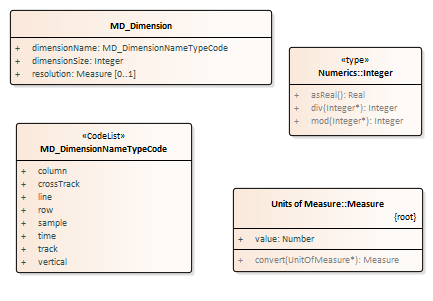 MD_Dimension
+ dimensionName: MD_DimensionNameTypeCode
+ dimensionSize: Integer
+ resolution: Measure [0..1]
«type»
Numerics::Integer
+ asReal(): Real
+ div(Integer*): Integer
+ mod(Integer*): Integer
«CodeList»
MD_DimensionNameTypeCode
+ column
+ crossTrack
+ line
+ row
+ sample
+ time
+ track
+ vertical
Units of Measure::Measure
{root}
+ value: Number
+ convert(UnitOfMeasure*): Measure